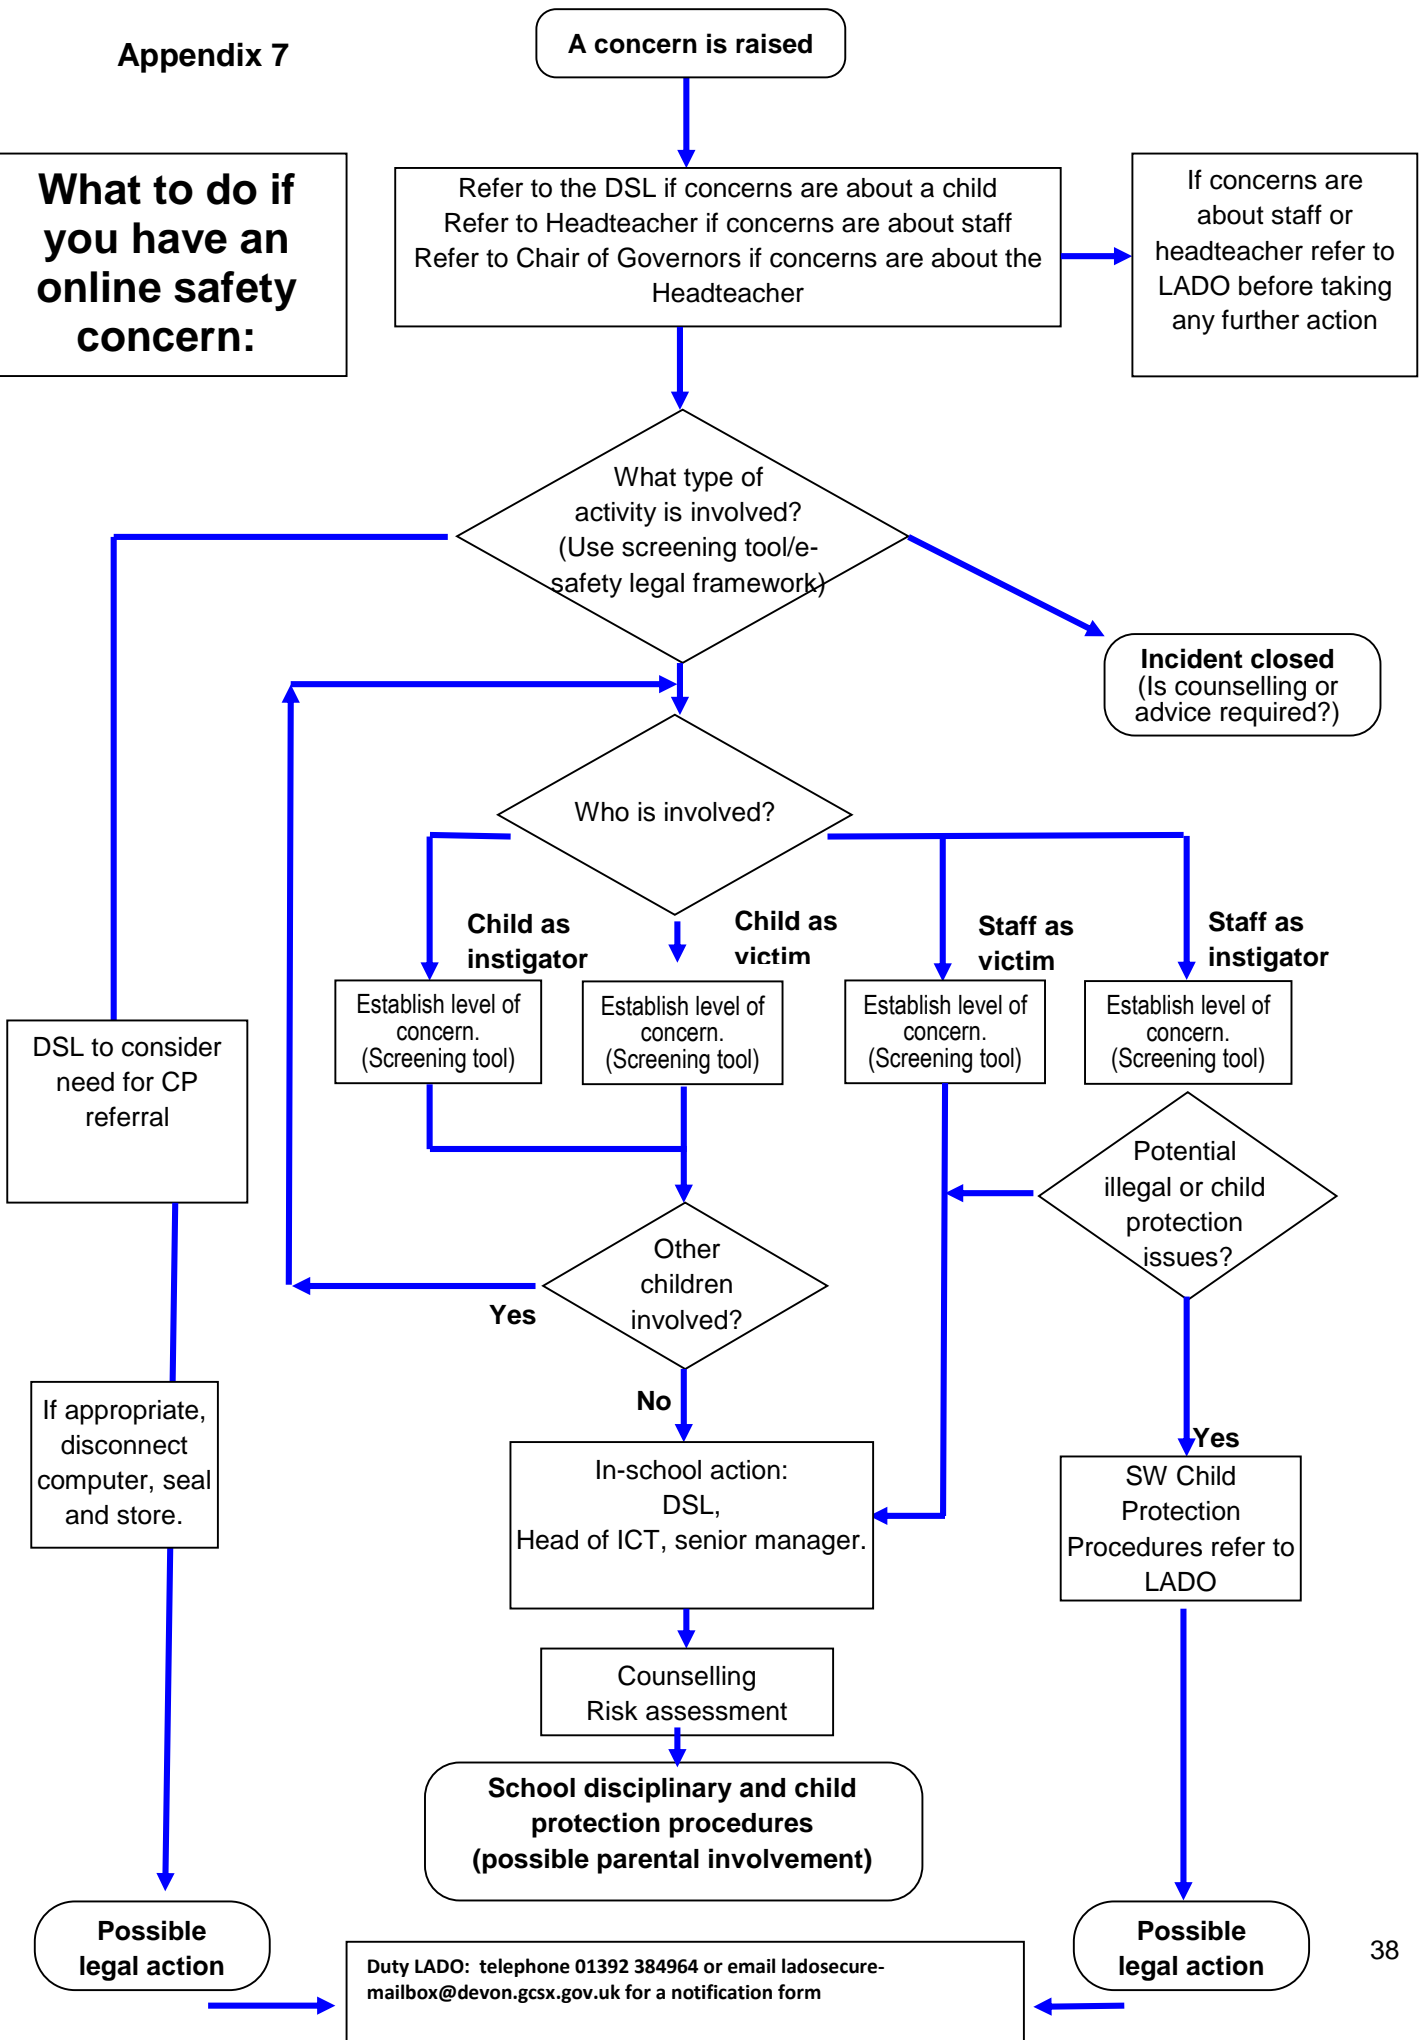 Appendix 7
A concern is raised
What to do if
you have an
online safety
concern:
Refer to the DSL if concerns are about a child
Refer to Headteacher if concerns are about staff
Refer to Chair of Governors if concerns are about the
Headteacher
If concerns are
about staff or
headteacher refer to
LADO before taking
any further action
What type of
activity is involved?
(Use screening tool/e-
safety legal framework)
Incident closed
(Is counselling or
advice required?)
Who is involved?
Child as
instigator
Child as
victim
Staff as
victim
Staff as
instigator
Establish level of
concern.
(Screening tool)
Establish level of
concern.
(Screening tool)
Establish level of
concern.
(Screening tool)
Establish level of
concern.
(Screening tool)
DSL to consider
need for CP
referral
Potential
illegal or child
protection
issues?
Other
children
involved?
Yes
No
If appropriate,
disconnect
computer, seal
and store.
In-school action:
DSL,
Head of ICT, senior manager.
Yes
SW Child
Protection
Procedures refer to
LADO
Counselling
Risk assessment
School disciplinary and child
protection procedures
(possible parental involvement)
Possible
legal action
Possible
legal action
Duty LADO: telephone 01392 384964 or email ladosecure-
mailbox@devon.gcsx.gov.uk for a notification form
38